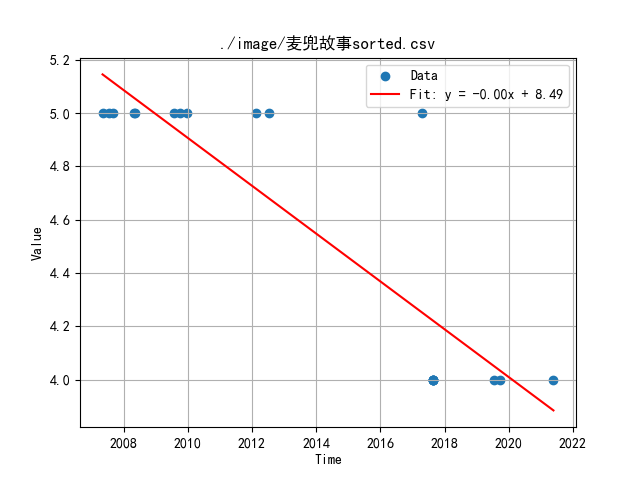 ./image/麦兜故事sorted.csv
Data
Fit: y = -0.00x + 8.49
Value
5.2
5.0
4.8
4.6
4.4
4.2
4.0
2008 2010 2012 2014 2016 2018 2020 2022
Time